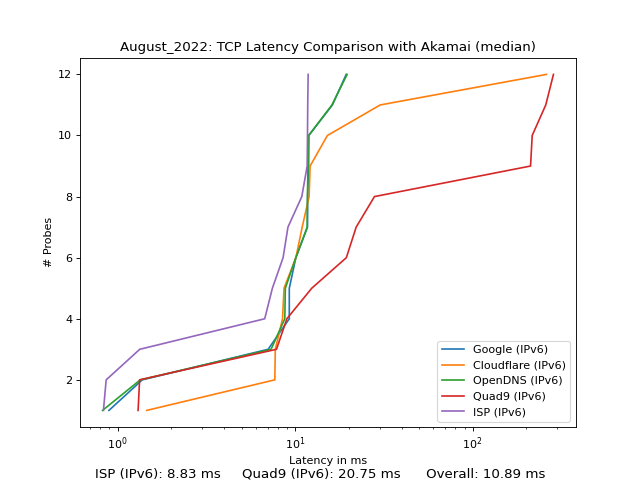 August_2022: TCP Latency Comparison with Akamai (median)
12
10
8
6
4
2
# Probes
Google (IPv6)
Cloudflare (IPv6)
OpenDNS (IPv6)
Quad9 (IPv6)
ISP (IPv6)
10⁰ 10¹ 10²
Latency in ms
ISP (IPv6): 8.83 ms Quad9 (IPv6): 20.75 ms Overall: 10.89 ms